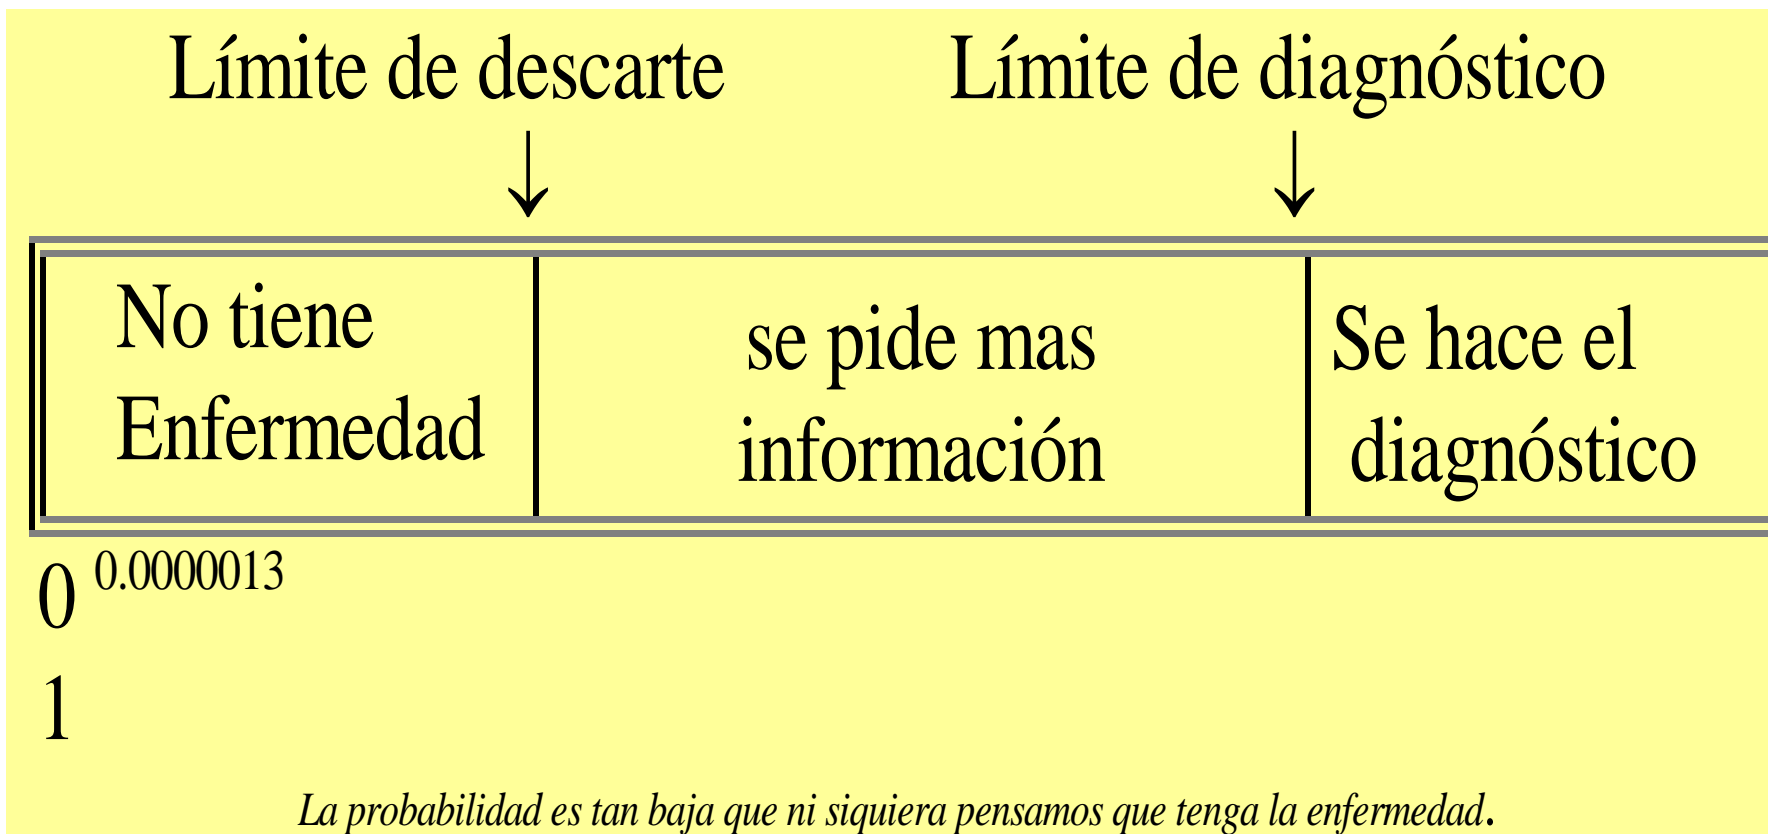 Límite de descarte Límite de diagnóstico
↓ ↓
No tiene
Enfermedad
se pide mas
información
Se hace el
diagnóstico
0 0.0000013
1
La probabilidad es tan baja que ni siquiera pensamos que tenga la enfermedad.